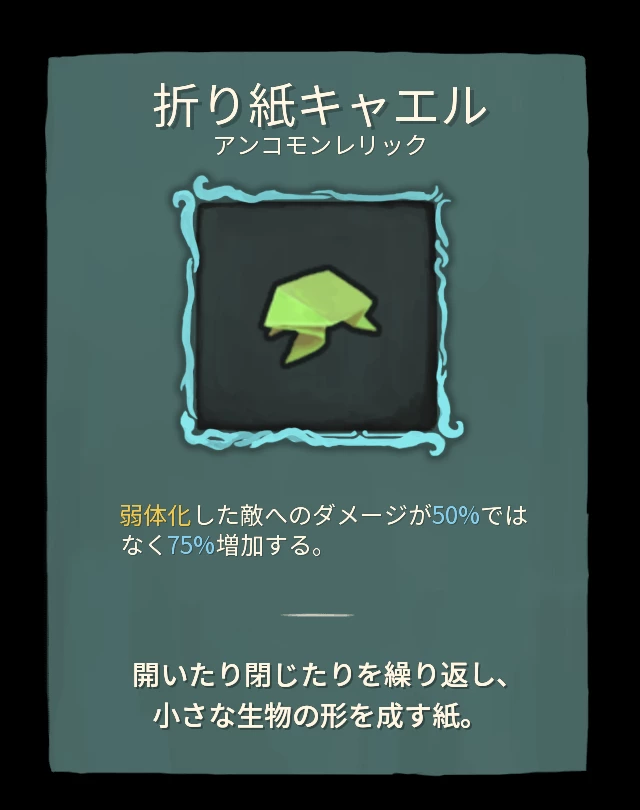 折り紙キャエル
アンコモンレリック
弱体化した敵へのダメージが50%では
なく75%増加する。
開いたり閉じたりを繰り返し、
小さな生物の形を成す紙。